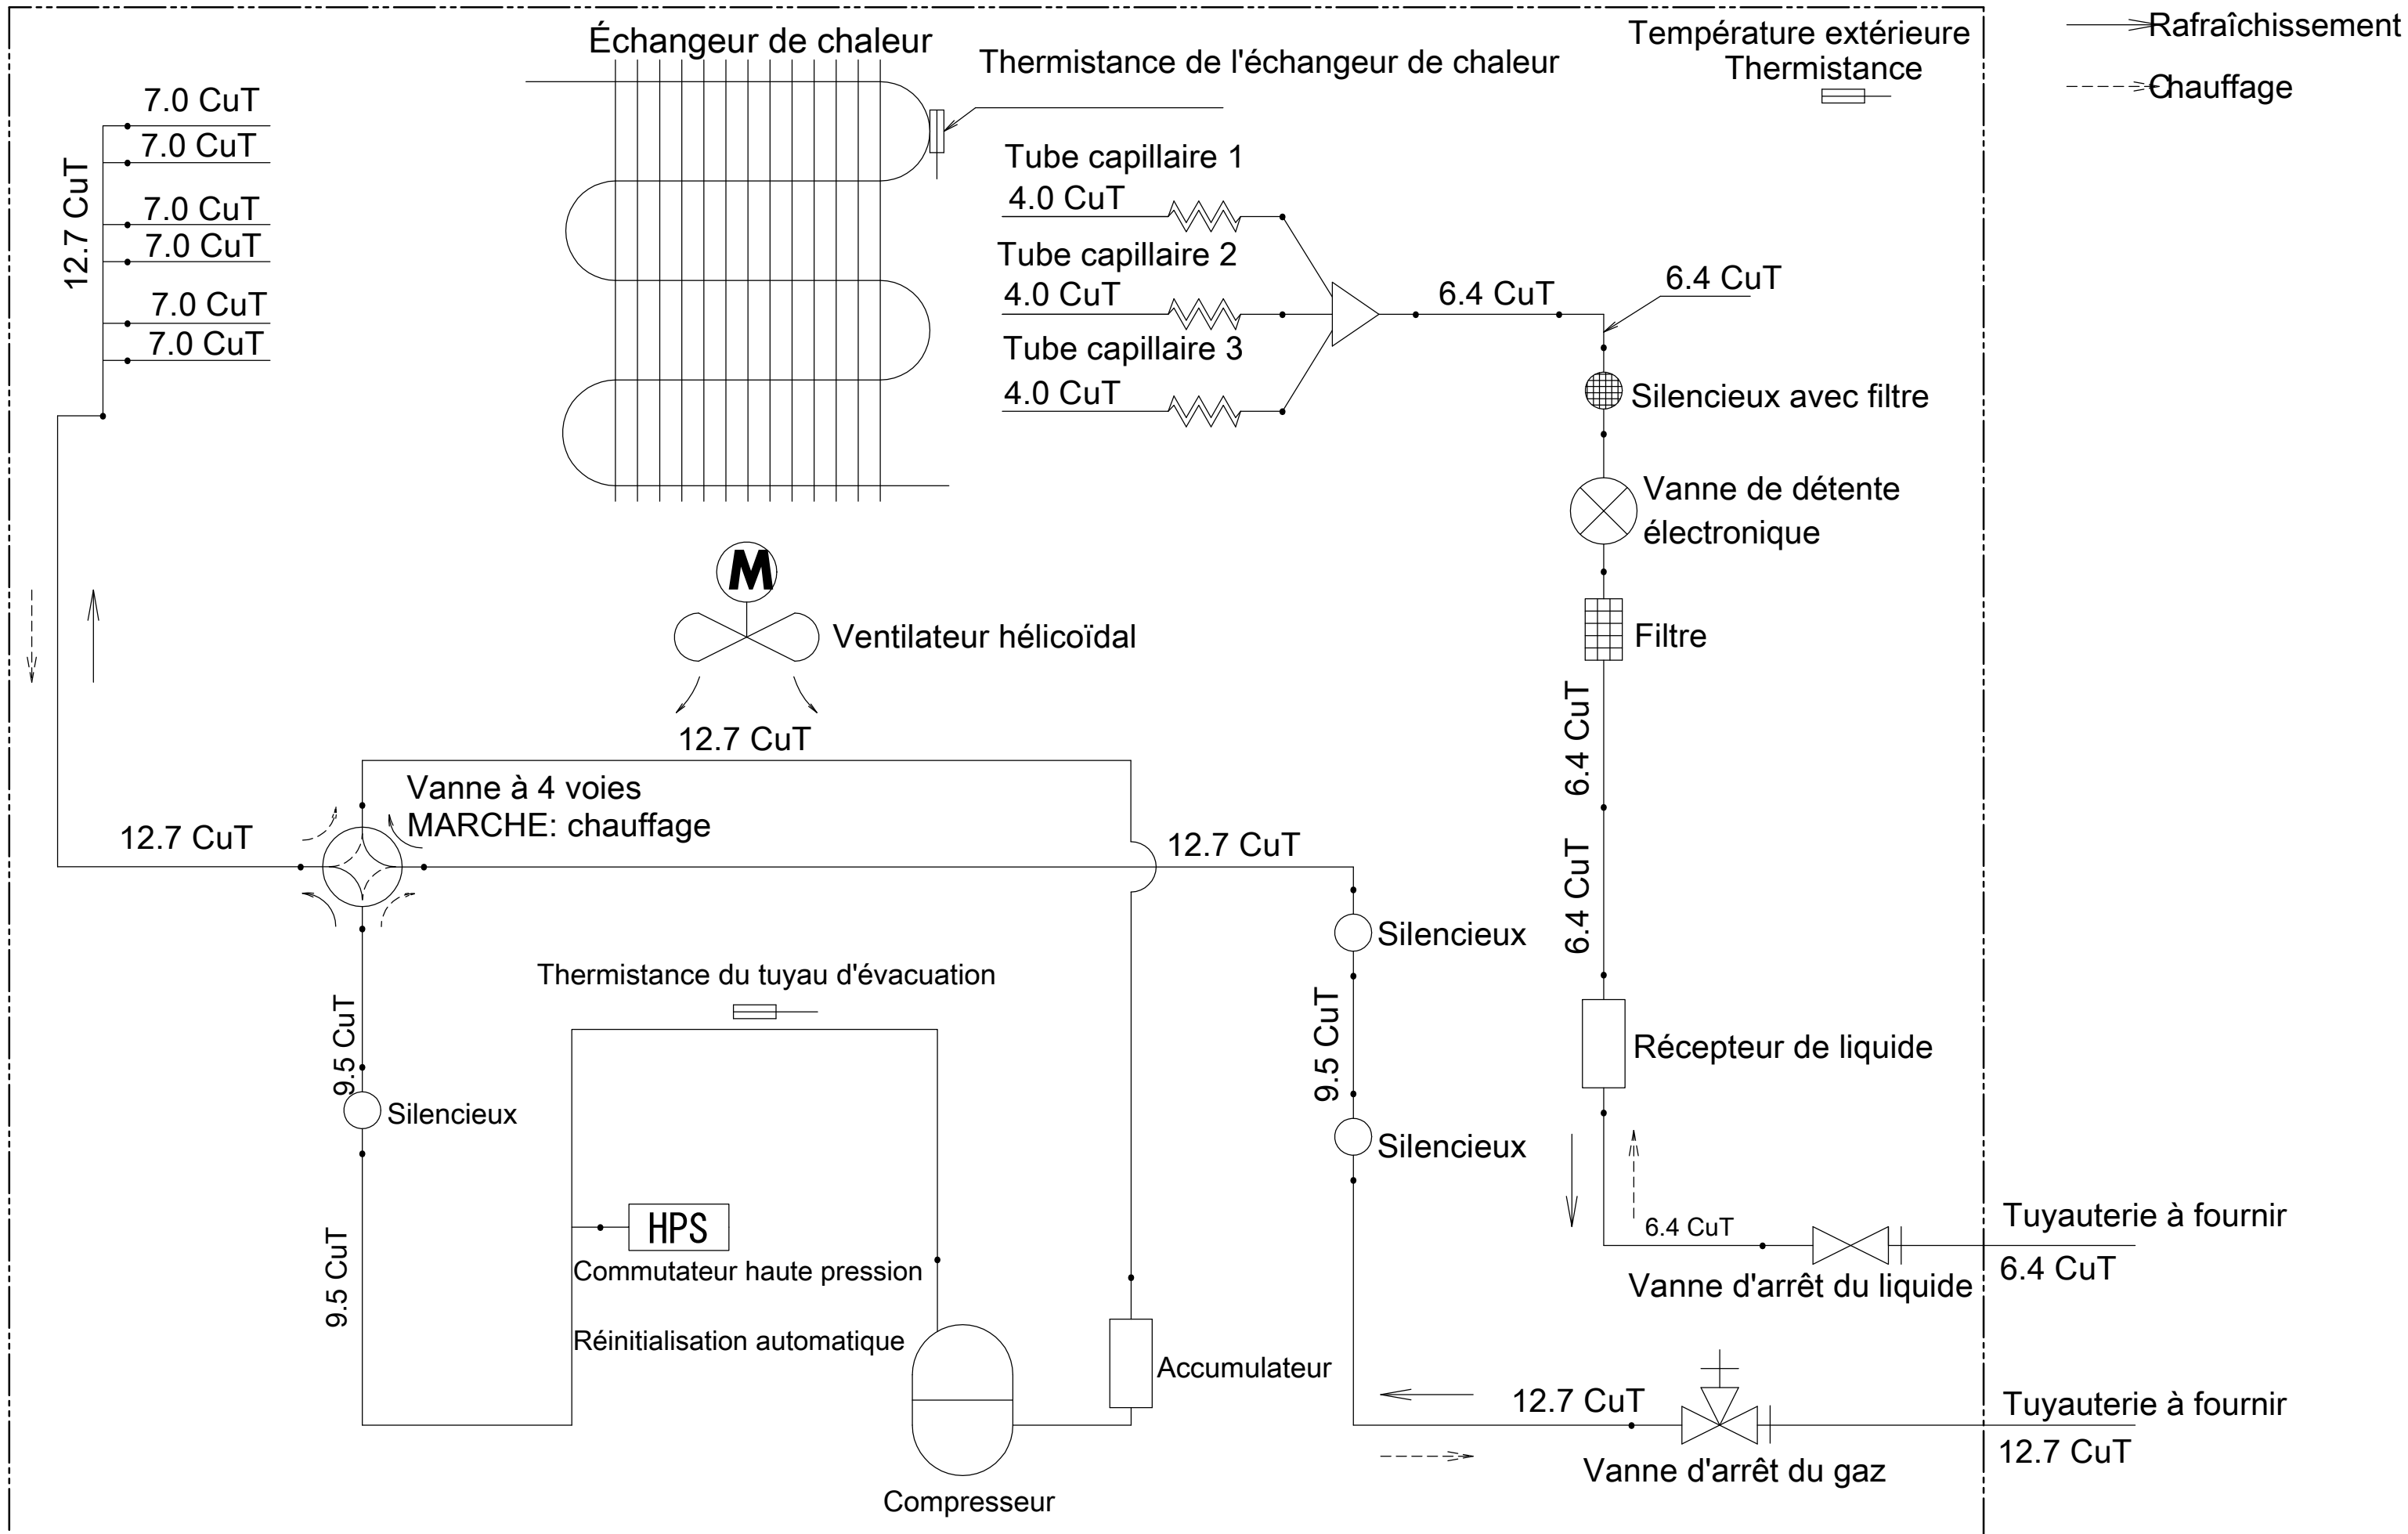 Échangeur de chaleur
Thermistance de l'échangeur de chaleur
Température extérieure
Thermistance
Rafraîchissement
Chauffage
7.0 CuT
7.0 CuT
7.0 CuT
7.0 CuT
7.0 CuT
7.0 CuT
12.7 CuT
Tube capillaire 1
4.0 CuT
Tube capillaire 2
4.0 CuT
Tube capillaire 3
4.0 CuT
6.4 CuT
6.4 CuT
Silencieux avec filtre
Vanne de détente
électronique
Filtre
M
Ventilateur hélicoïdal
6.4 CuT
12.7 CuT
Vanne à 4 voies
MARCHE: chauffage
12.7 CuT
12.7 CuT
6.4 CuT
Silencieux
Thermistance du tuyau d'évacuation
9.5 CuT
9.5 CuT
Récepteur de liquide
Silencieux
Silencieux
HPS
Commutateur haute pression
Réinitialisation automatique
9.5 CuT
6.4 CuT
Tuyauterie à fournir
6.4 CuT
Vanne d'arrêt du liquide
Accumulateur
12.7 CuT
Tuyauterie à fournir
12.7 CuT
Vanne d'arrêt du gaz
Compresseur